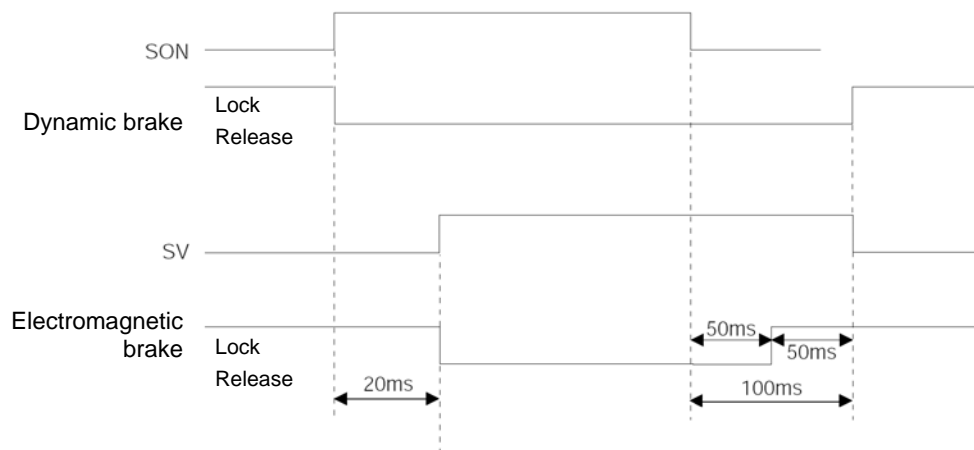 SON
Dynamic brake
Lock
Release
SV
Electromagnetic
brake
Lock
Release
50ms
50ms
20ms
100ms